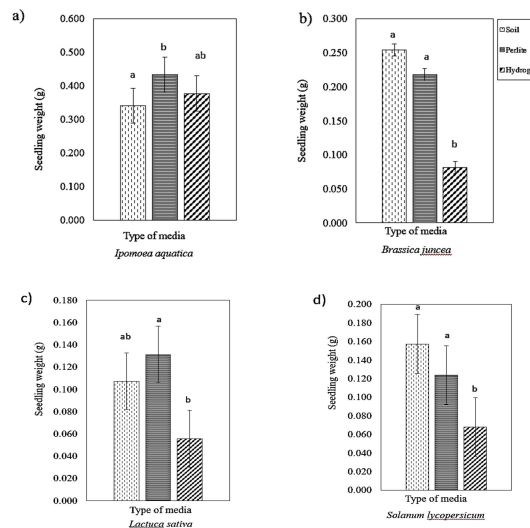 a)
Seedling weight (g)
0.600
0.500
0.400
0.300
0.200
0.100
0.000
a
b
ab
Type of media
Ipomoea aquatica
b)
Seedling weight (g)
0.300
0.250
0.200
0.150
0.100
0.050
0.000
a
a
b
Type of media
Brassica juncea
Soil
Perlite
Hydrog
c)
Seedling weight (g)
0.180
0.160
0.140
0.120
0.100
0.080
0.060
0.040
0.020
0.000
ab
a
b
Type of media
Lactuca sativa
d)
Seedling weight (g)
0.200
0.180
0.160
0.140
0.120
0.100
0.080
0.060
0.040
0.020
0.000
a
a
b
Type of media
Solanum lycopersicum